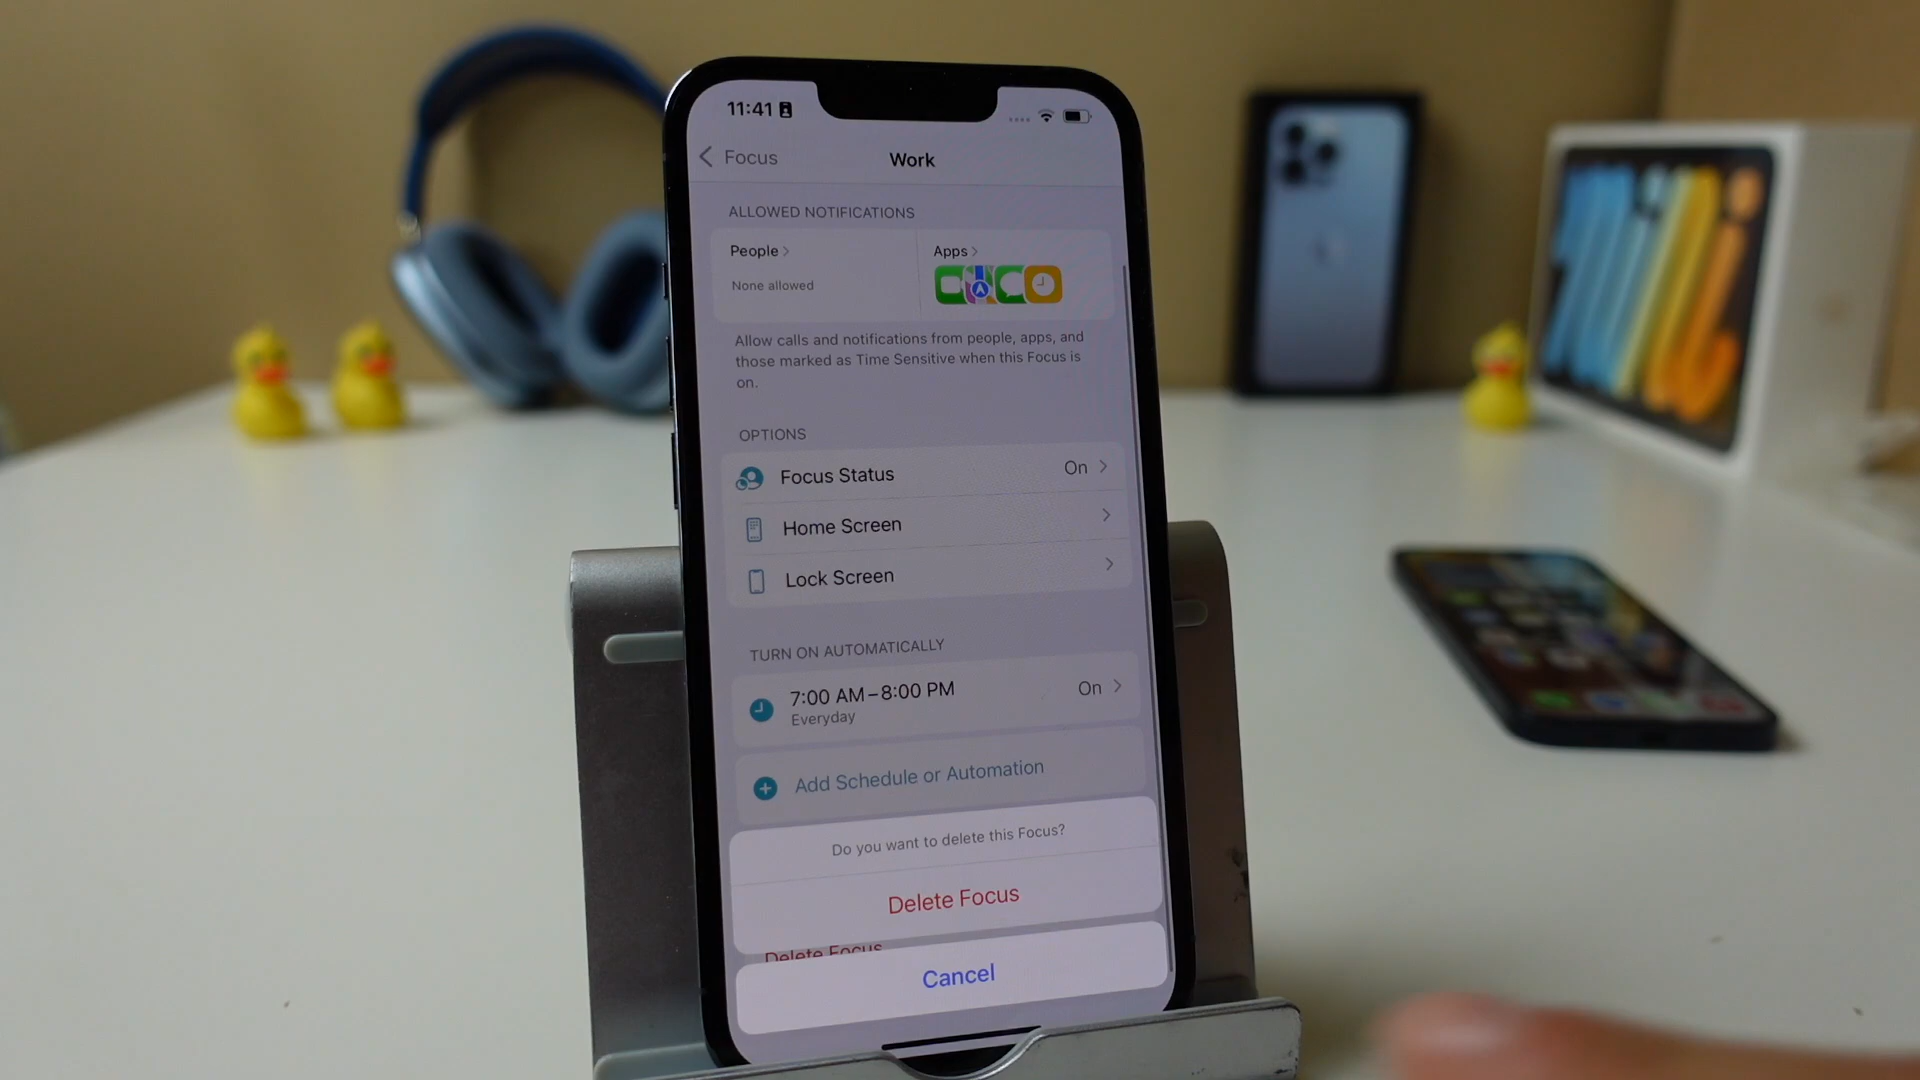 11:41
Focus
Work
ALLOWED NOTIFICATIONS
People
Apps
None allowed
Allow calls and notifications from people, apps, and
those marked as Time Sensitive when this Focus is
on.
OPTIONS
Focus Status
On
Home Screen
Lock Screen
TURN ON AUTOMATICALLY
7:00 AM–8:00 PM
On
Everyday
Add Schedule or Automation
Do you want to delete this Focus?
Delete Focus
Delete Focus
Cancel